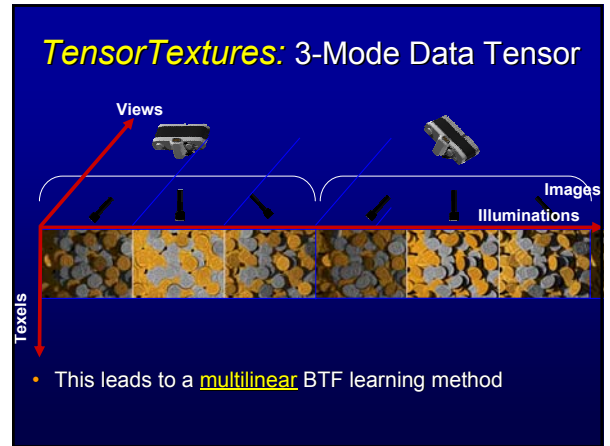 TensorTextures: 3-Mode Data Tensor
Views
Images
Illuminations
Texels
• This leads to a multilinear BTF learning method